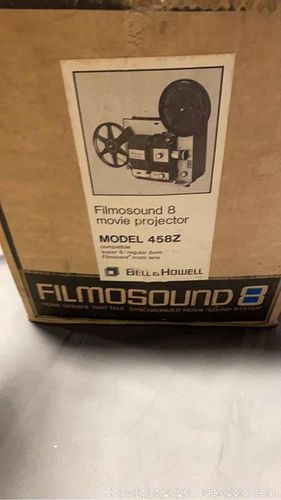 Filmosound 8
movie projector
MODEL 458Z
compatible
super 8/regular 8mm
Filmovara® zoom lens
BELL & HOWELL
FILMOSOUND 8
HOME MOVIES THAT TALK SYNCHRONIZED MOVIE/SOUND SYSTEM